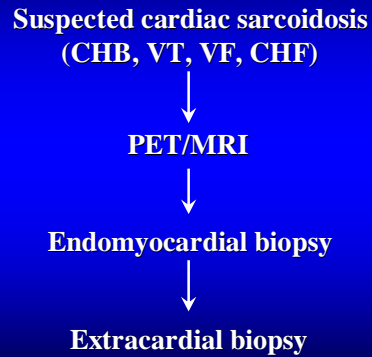 Suspected cardiac sarcoidosis
(CHB, VT, VF, CHF)
PET/MRI
Endomyocardial biopsy
Extracardial biopsy